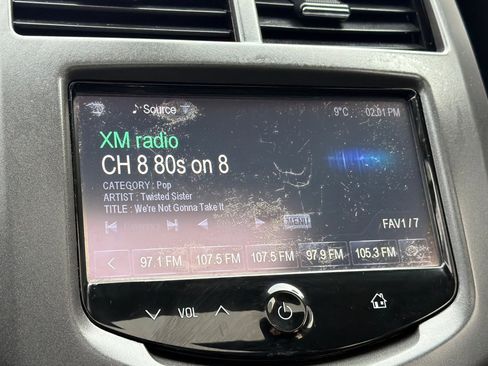 Source
9°C
02:01 PM
XM radio
CH 8 80s on 8
CATEGORY : Pop
ARTIST : Twisted Sister
TITLE : We're Not Gonna Take It
MENU
FAV1 / 7
97.1 FM 107.5 FM 107.5 FM 97.9 FM 105.3 FM
VOL